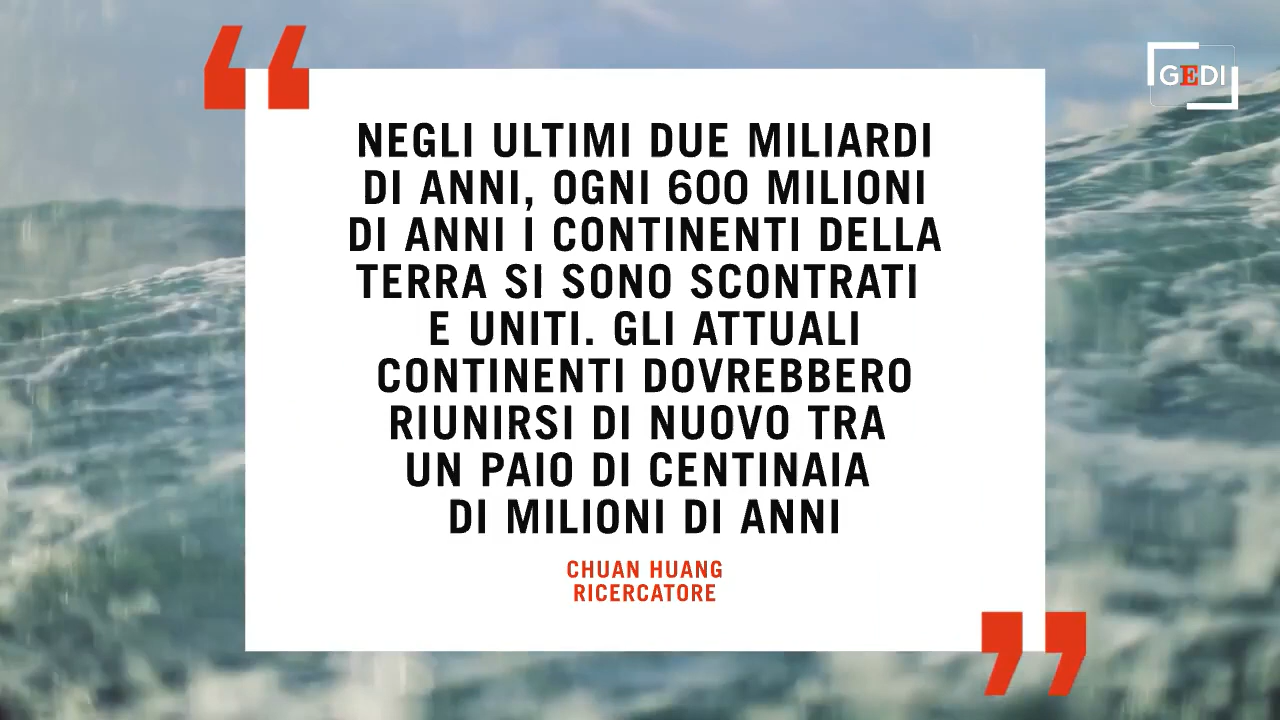 GEDI
“
NEGLI ULTIMI DUE MILIARDI
DI ANNI, OGNI 600 MILIONI
DI ANNI I CONTINENTI DELLA
TERRA SI SONO SCONTRATI
E UNITI. GLI ATTUALI
CONTINENTI DOVREBBERO
RIUNIRSI DI NUOVO TRA
UN PAIO DI CENTINAIA
DI MILIONI DI ANNI
CHUAN HUANG
RICERCATORE
”